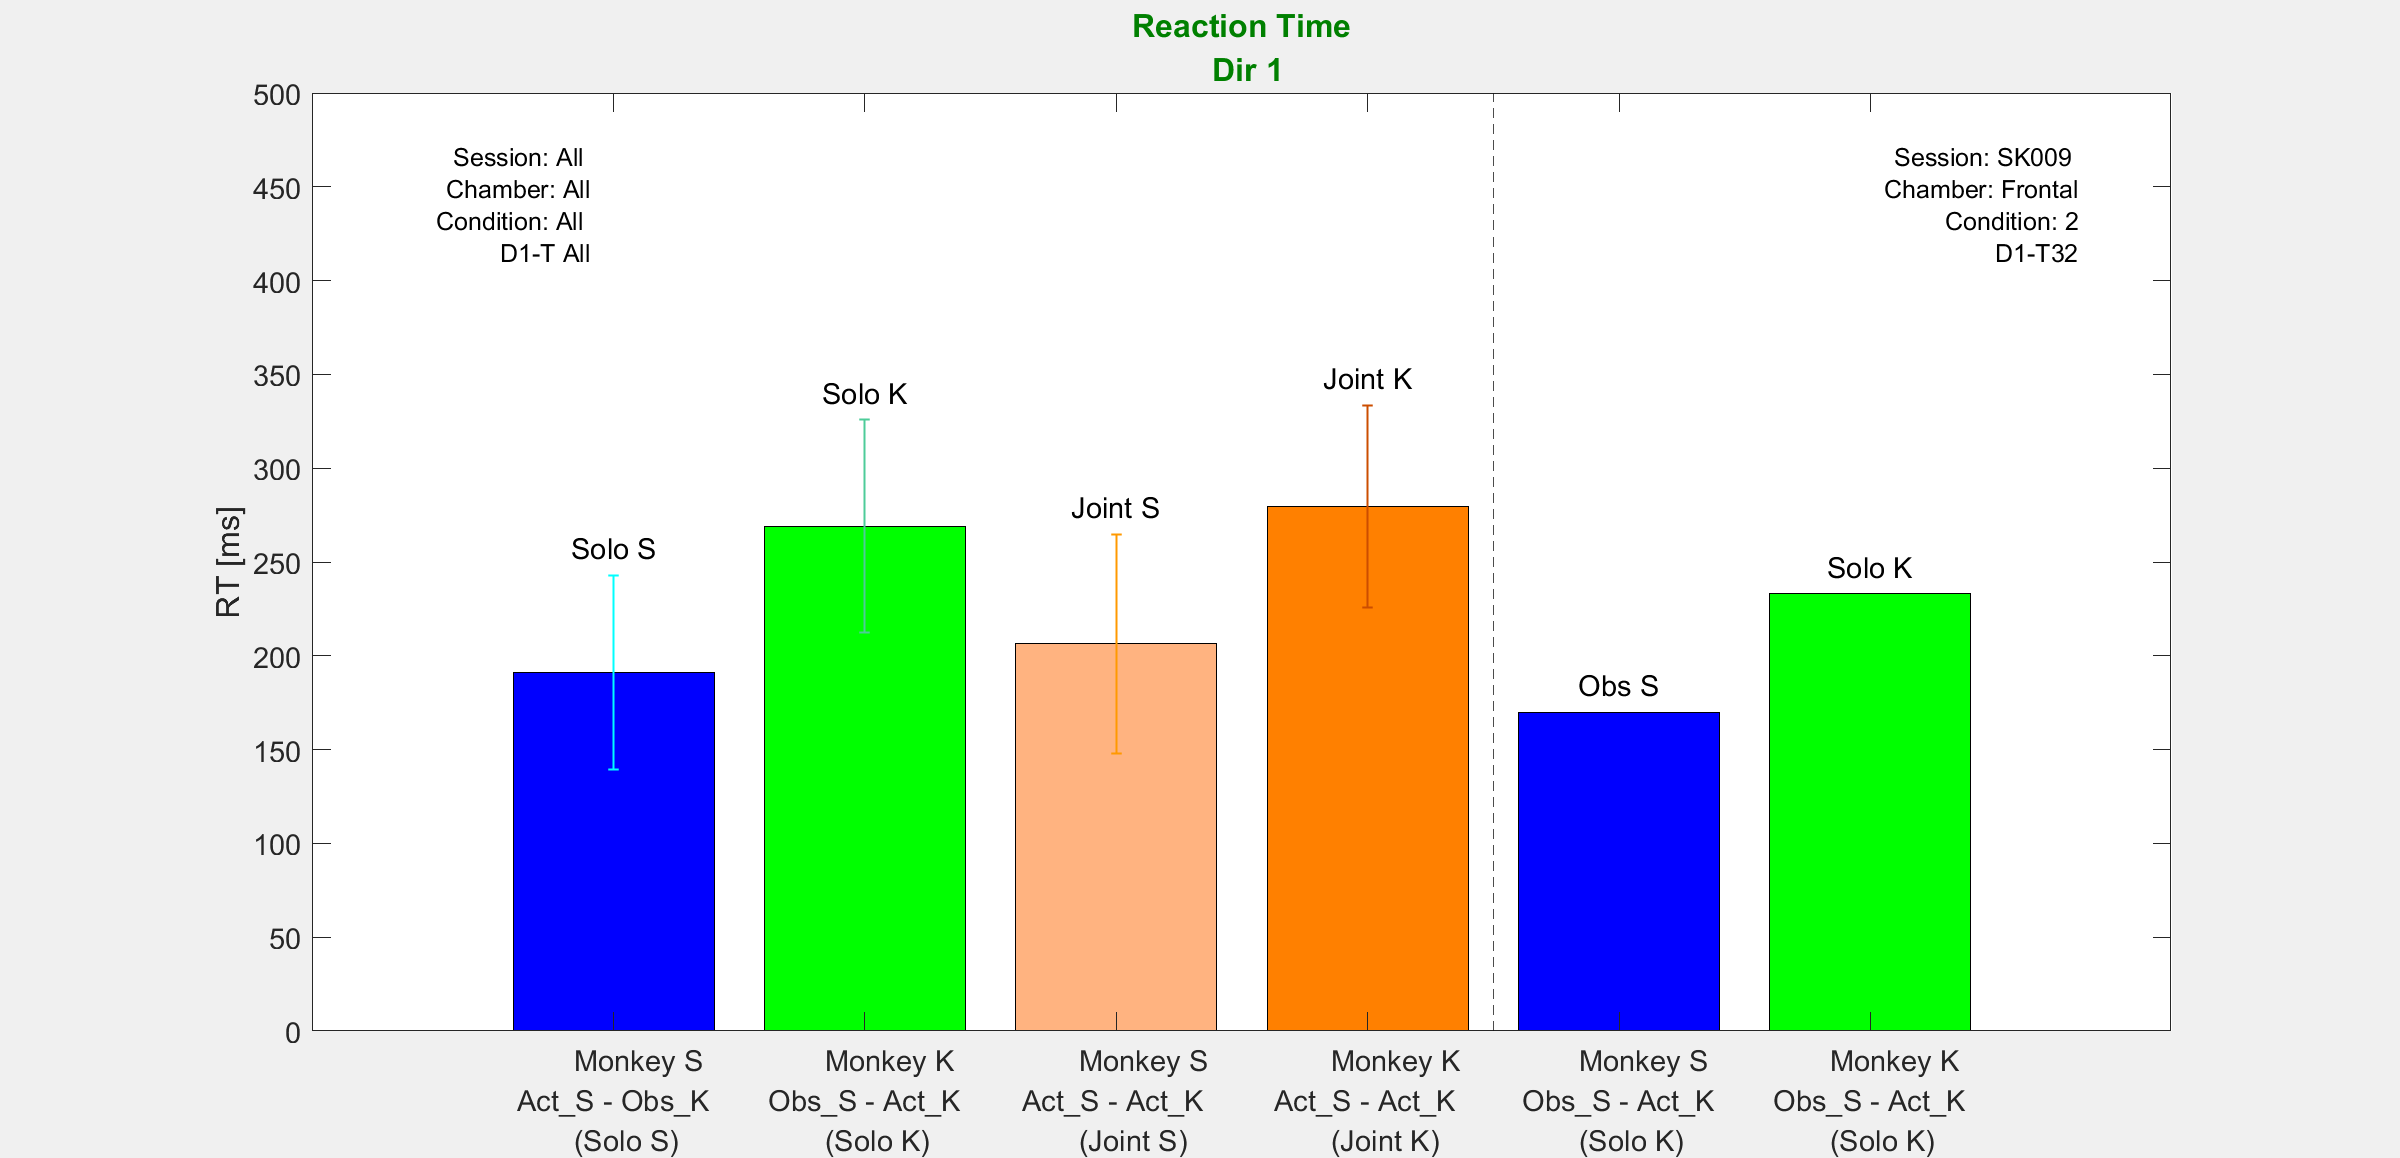 Reaction Time
Dir 1
500
450
400
350
300
250
200
150
100
50
0
RT [ms]
Session: All
Chamber: All
Condition: All
D1-T All
Session: SK009
Chamber: Frontal
Condition: 2
D1-T32
Solo S
Solo K
Joint S
Joint K
Obs S
Solo K
Monkey S
Act_S - Obs_K
(Solo S)
Monkey K
Obs_S - Act_K
(Solo K)
Monkey S
Act_S - Act_K
(Joint S)
Monkey K
Act_S - Act_K
(Joint K)
Monkey S
Obs_S - Act_K
(Solo K)
Monkey K
Obs_S - Act_K
(Solo K)